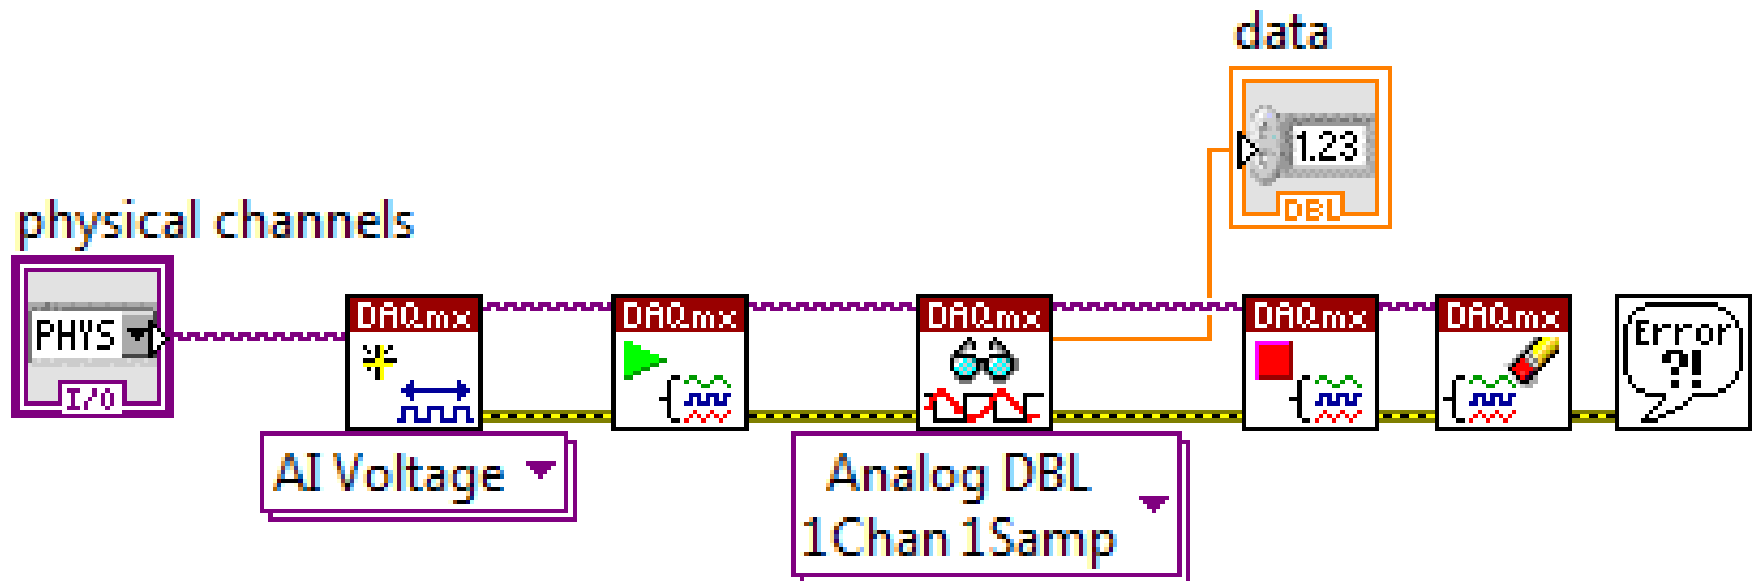 data
1.23
DBL
physical channels
PHYS
I/O
DAQmx
DAQmx
DAQmx
DAQmx
DAQmx
Error
?!
AI Voltage
Analog DBL
1Chan 1Samp